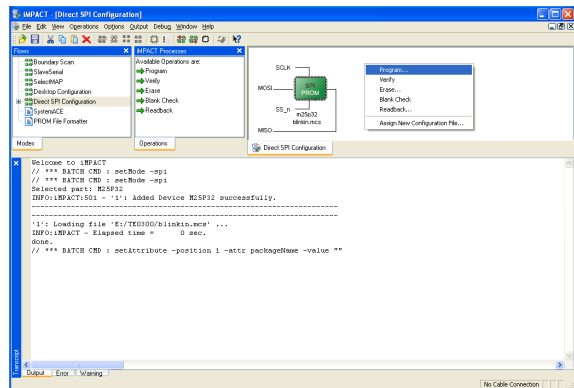 iMPACT - [Direct SPI Configuration]
File Edit View Operations Options Output Debug Window Help
Flows
Boundary Scan
SlaveSerial
SelectMAP
Desktop Configuration
Direct SPI Configuration
SystemACE
PROM File Formatter
Modes
iMPACT Processes
Available Operations are:
Program
Verify
Erase
Blank Check
Readback
Operations
SCLK
MOSI
SPI
PROM
SS_n
m25p32
blinkin.mcs
MISO
Program...
Verify
Erase...
Blank Check
Readback...
Assign New Configuration File...
Direct SPI Configuration
Welcome to iMPACT
// *** BATCH CMD : setMode -spi
// *** BATCH CMD : setMode -spi
Selected part: M25P32
INFO:iMPACT:501 - '1': Added Device M25P32 successfully.
----------------------------------------------------------------------
----------------------------------------------------------------------
'1': Loading file 'E:/TE0300/blinkin.mcs' ...
INFO:iMPACT - Elapsed time =      0 sec.
done.
// *** BATCH CMD : setAttribute -position 1 -attr packageName -value ""
Transcript
Output Error Warning
No Cable Connection